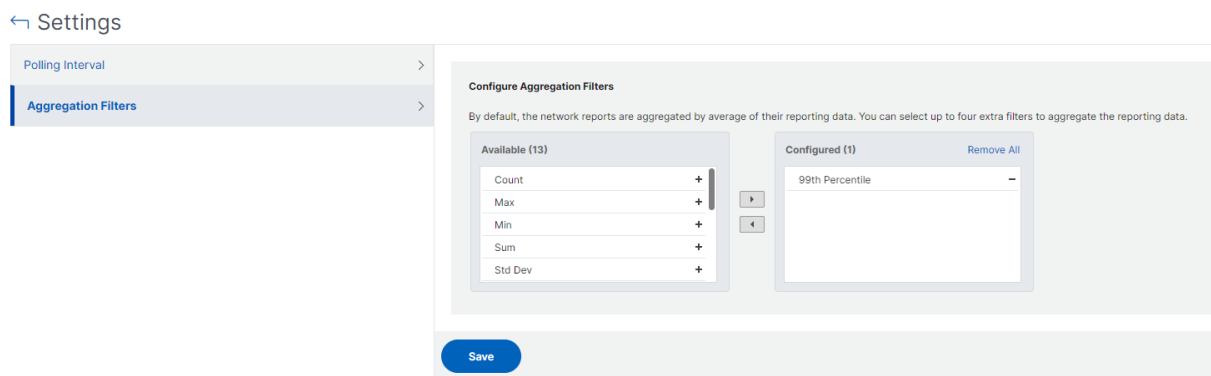 Settings
Polling Interval
Aggregation Filters
Configure Aggregation Filters
By default, the network reports are aggregated by average of their reporting data. You can select up to four extra filters to aggregate the reporting data.
Available (13)
Count
Max
Min
Sum
Std Dev
Configured (1)
Remove All
99th Percentile
Save